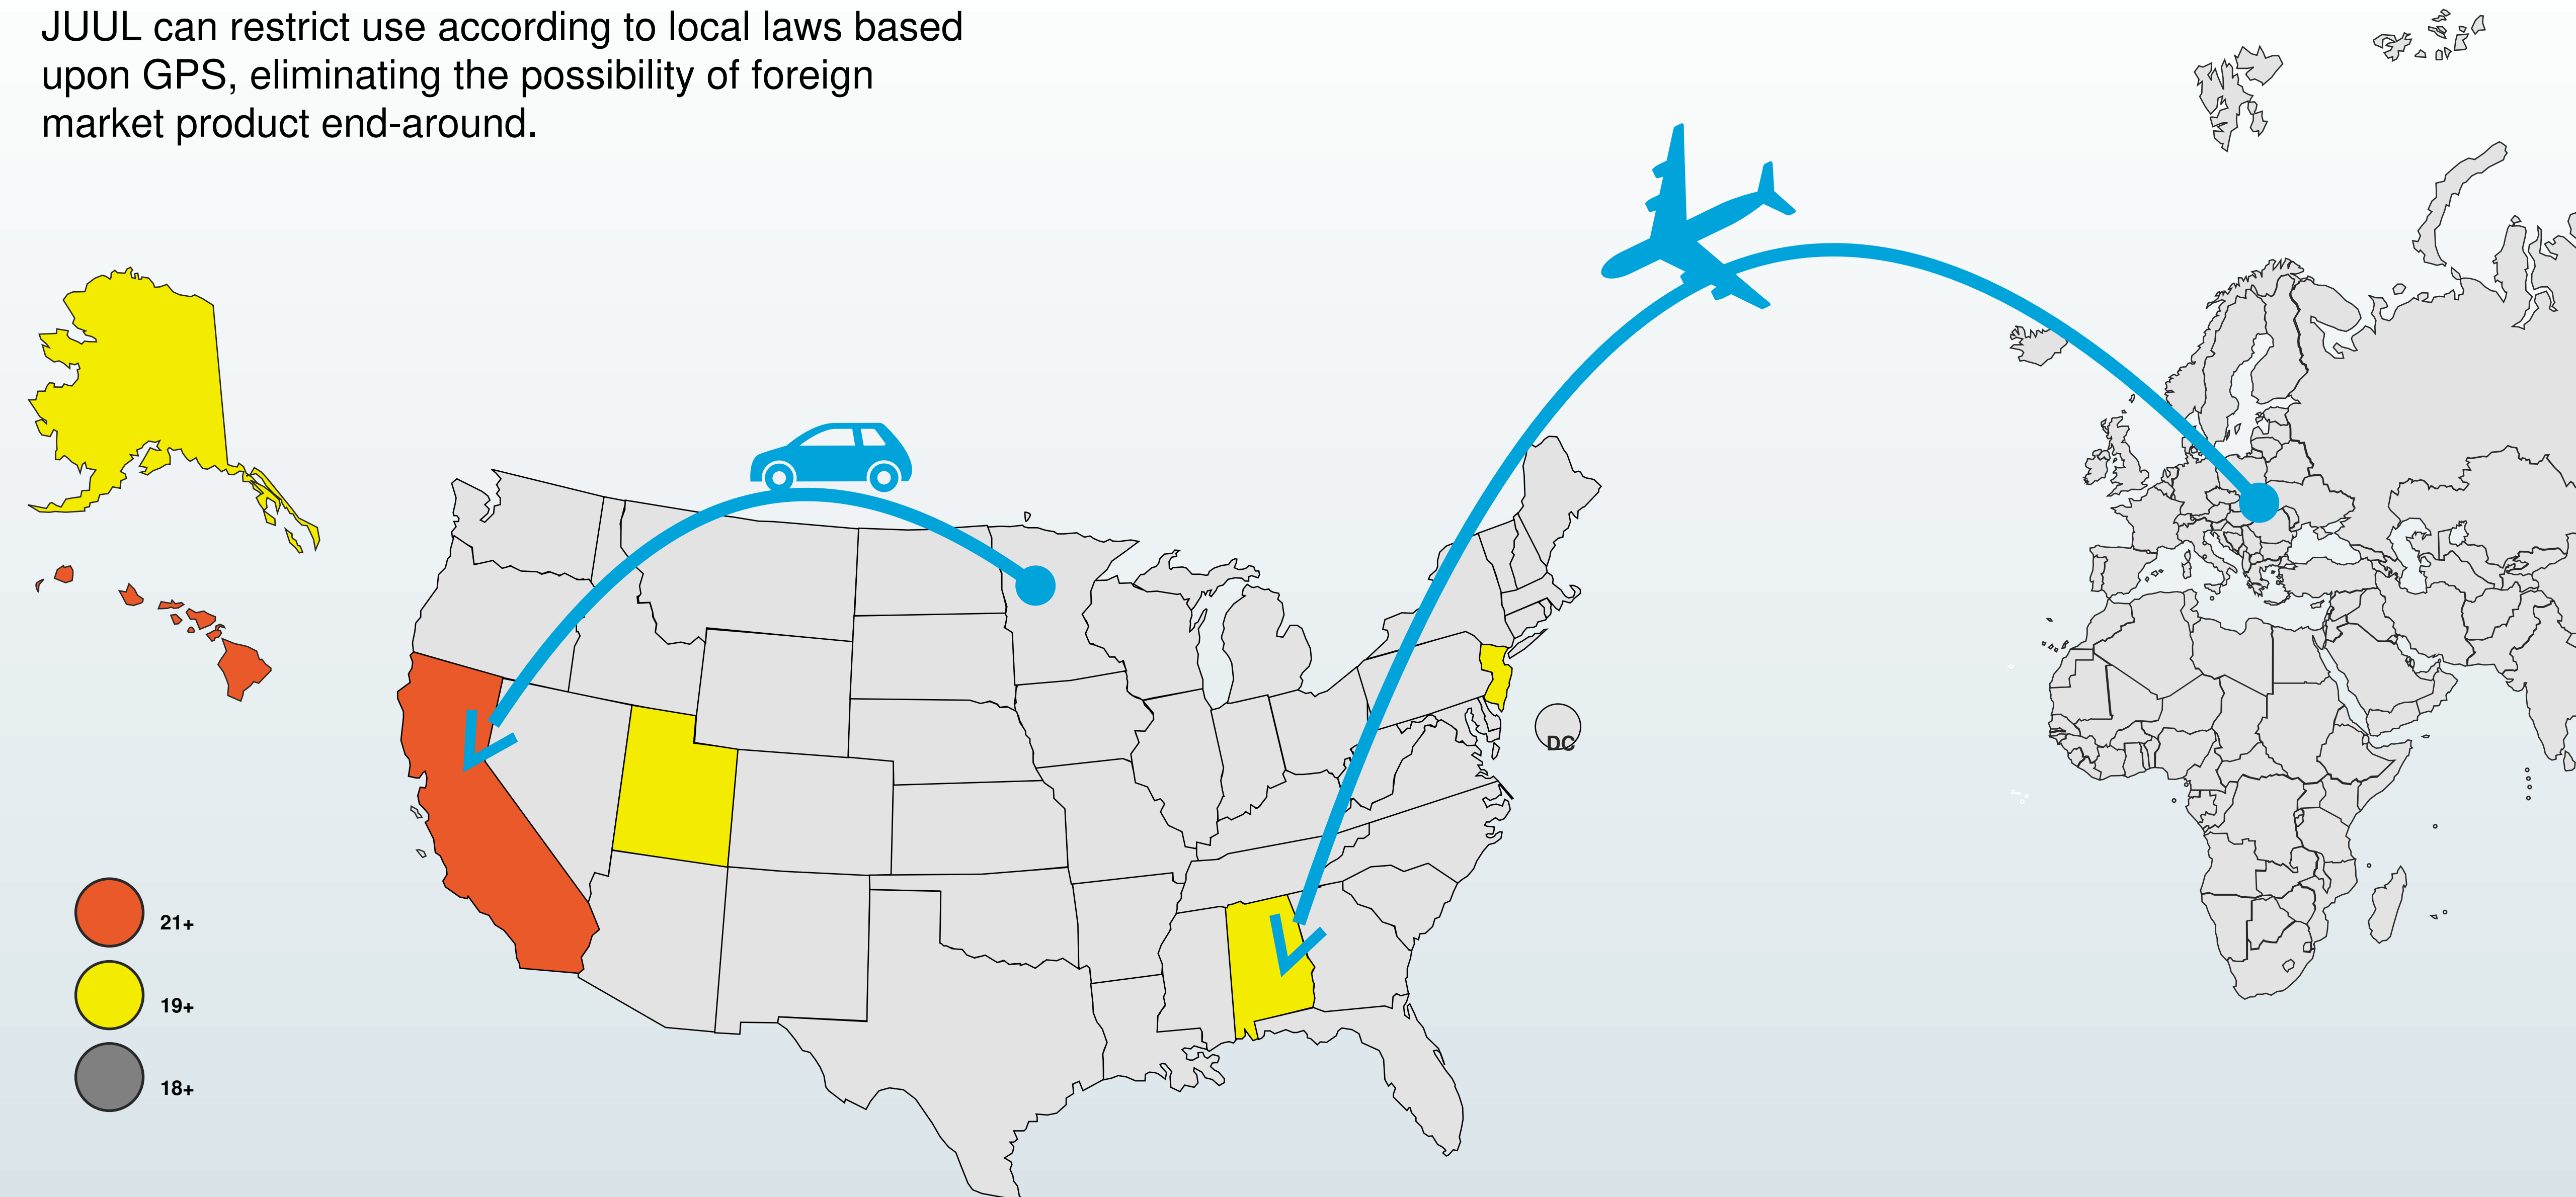 JUUL can restrict use according to local laws based
upon GPS, eliminating the possibility of foreign
market product end-around.
DC
21+
19+
18+